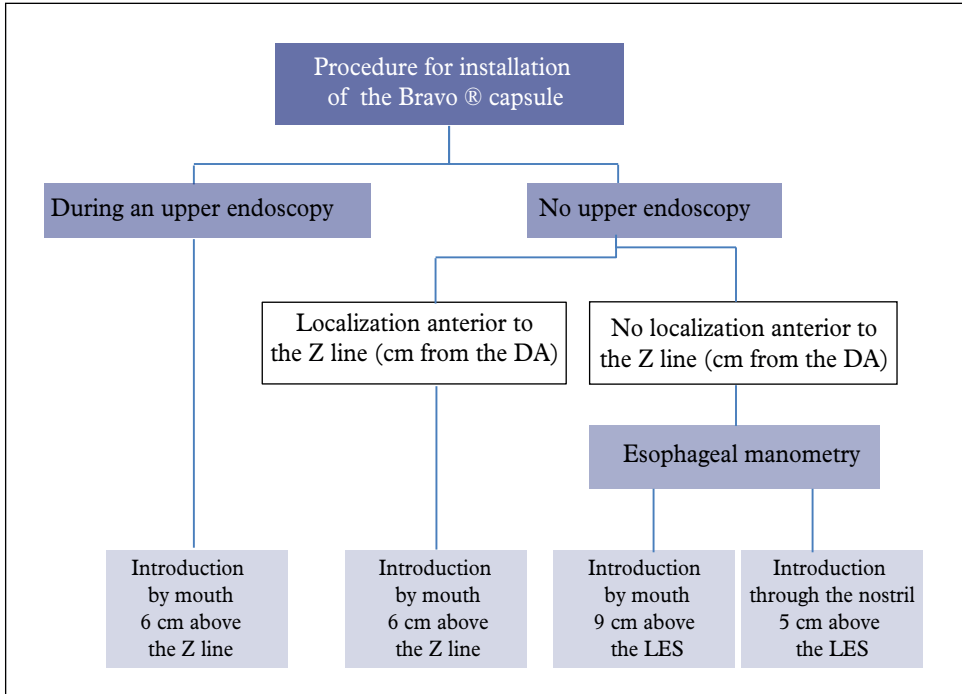 Procedure for installation
of the Bravo ® capsule
During an upper endoscopy
No upper endoscopy
Localization anterior to
the Z line (cm from the DA)
No localization anterior to
the Z line (cm from the DA)
Esophageal manometry
Introduction
by mouth
6 cm above
the Z line
Introduction
by mouth
6 cm above
the Z line
Introduction
by mouth
9 cm above
the LES
Introduction
through the nostril
5 cm above
the LES